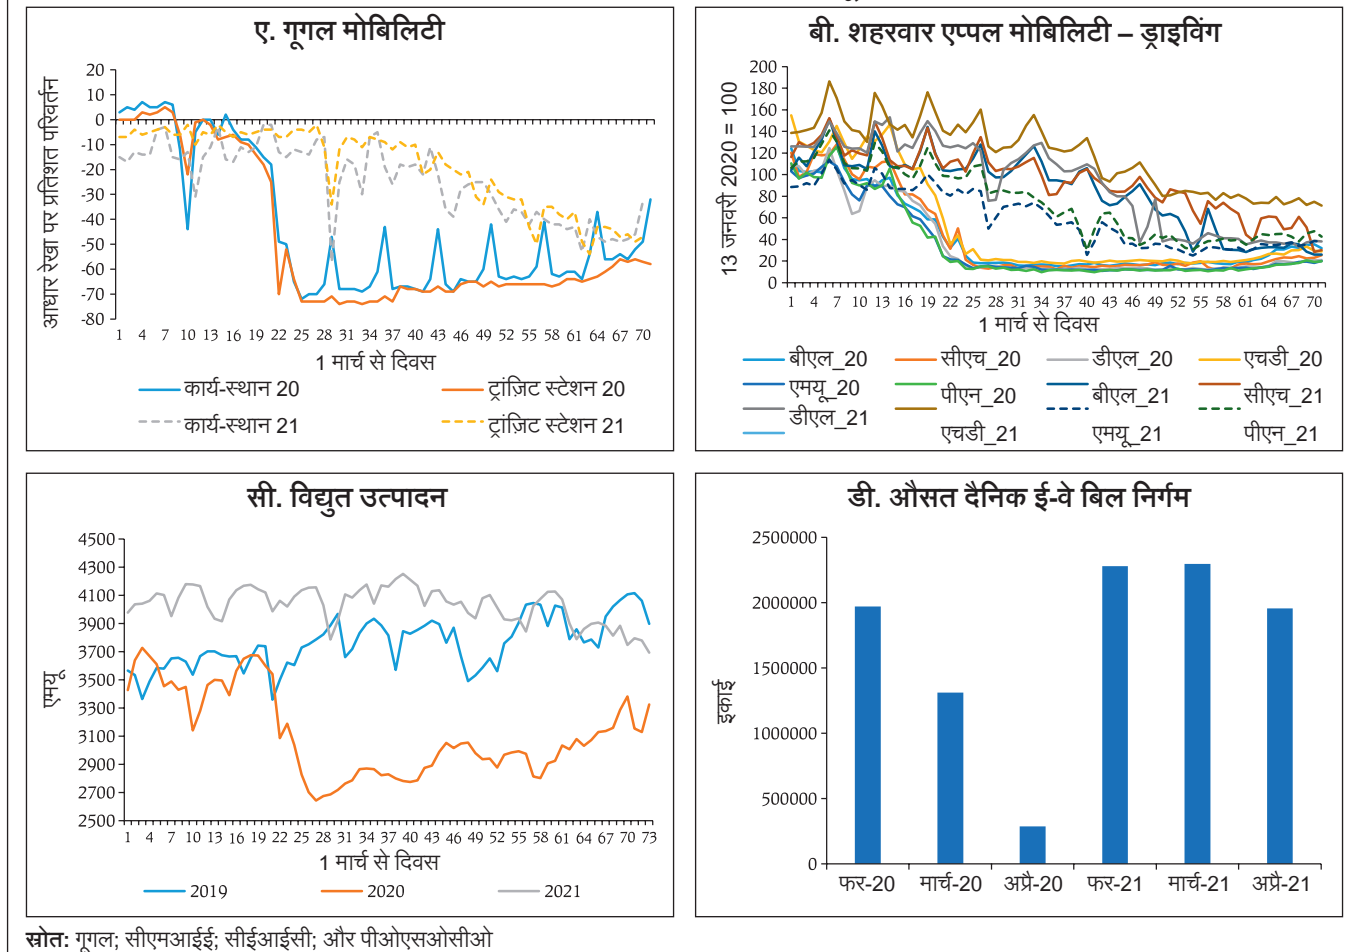 ए. गूगल मोबिलिटी
आधार रेखा पर प्रतिशत परिवर्तन
20
10
0
-10
-20
-30
-40
-50
-60
-70
-80
1 4 7 10 13 16 19 22 25 28 31 34 37 40 43 46 49 52 55 58 61 64 67 70
1 मार्च से दिवस
कार्य-स्थान 20 ट्रांज़िट स्टेशन 20
कार्य-स्थान 21 ट्रांज़िट स्टेशन 21
बी. शहरवार एप्पल मोबिलिटी – ड्राइविंग
13 जनवरी 2020 = 100
200
180
160
140
120
100
80
60
40
20
0
1 4 7 10 13 16 19 22 25 28 31 34 37 40 43 46 49 52 55 58 61 64 67 70
1 मार्च से दिवस
बीएल_20 सीएच_20 डीएल_20 एचडी_20
एमयू_20 पीएन_20 बीएल_21 सीएच_21
डीएल_21 एचडी_21 एमयू_21 पीएन_21
सी. विद्युत उत्पादन
एमयू
4500
4300
4100
3900
3700
3500
3300
3100
2900
2700
2500
1 4 7 10 13 16 19 22 25 28 31 34 37 40 43 46 49 52 55 58 61 64 67 70 73
1 मार्च से दिवस
2019 2020 2021
डी. औसत दैनिक ई-वे बिल निर्गम
इकाई
2500000
2000000
1500000
1000000
500000
0
फर-20 मार्च-20 अप्रै-20 फर-21 मार्च-21 अप्रै-21
स्रोत: गूगल; सीएमआईई; सीईआईसी; और पीओएसओसीओ